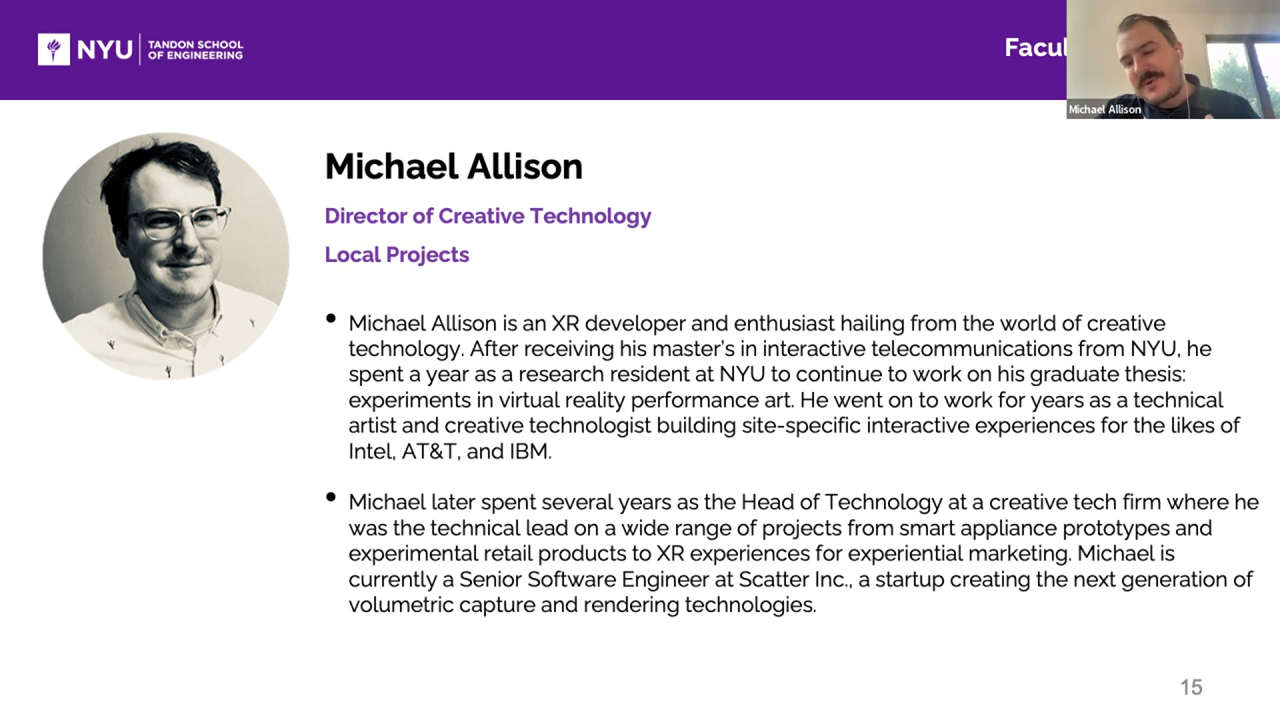 NYU
TANDON SCHOOL
OF ENGINEERING
Michael Allison
Michael Allison
Director of Creative Technology
Local Projects
• Michael Allison is an XR developer and enthusiast hailing from the world of creative
technology. After receiving his master's in interactive telecommunications from NYU, he
spent a year as a research resident at NYU to continue to work on his graduate thesis:
experiments in virtual reality performance art. He went on to work for years as a technical
artist and creative technologist building site-specific interactive experiences for the likes of
Intel, AT&T, and IBM.
• Michael later spent several years as the Head of Technology at a creative tech firm where he
was the technical lead on a wide range of projects from smart appliance prototypes and
experimental retail products to XR experiences for experiential marketing. Michael is
currently a Senior Software Engineer at Scatter Inc., a startup creating the next generation of
volumetric capture and rendering technologies.
15